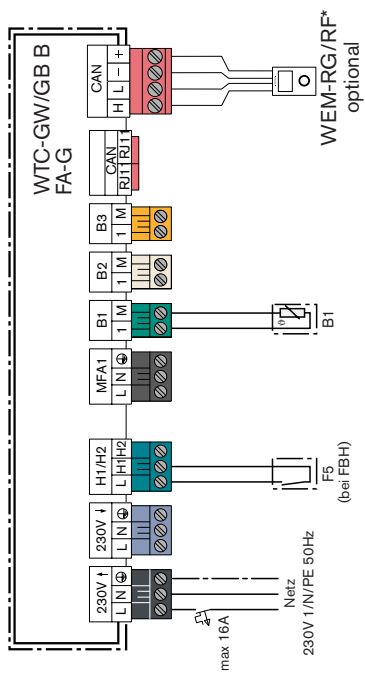 WTC-GW/GB B
FA-G
CAN
H L − +
CAN
RJ11 RJ11
B3
1 M
B2
1 M
B1
1 M
MFA1
L N
H1/H2
L H1 H2
230V
L N
230V
L N
WEM-RG/RF*
optional
ϑ
B1
F5
(bei FBH)
max 16A
Netz
230V 1/N/PE 50Hz